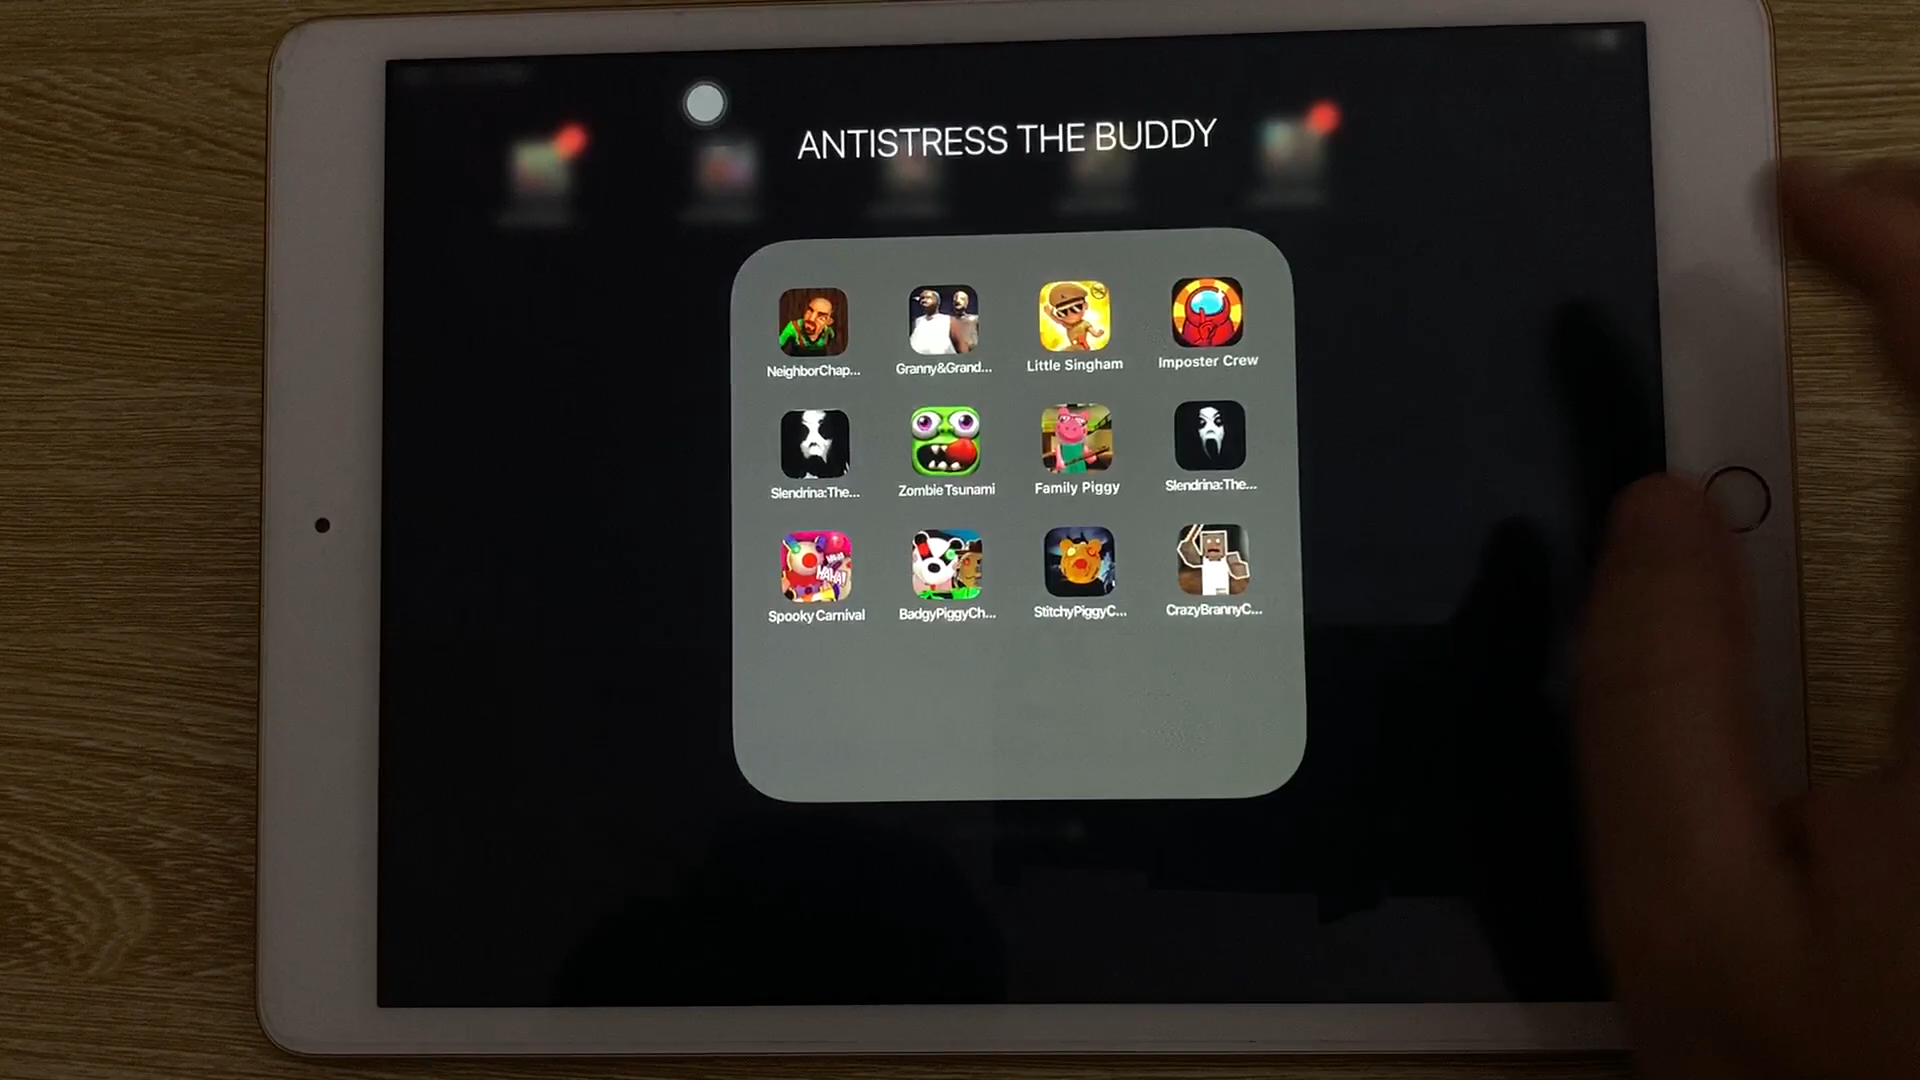 ANTISTRESS THE BUDDY
NeighborChap...
Granny&Grand...
Little Singham
Imposter Crew
Slendrina:The...
Zombie Tsunami
Family Piggy
Slendrina:The...
HAHA!
Spooky Carnival
BadgyPiggyCh...
StitchyPiggyC...
CrazyBrannyC...